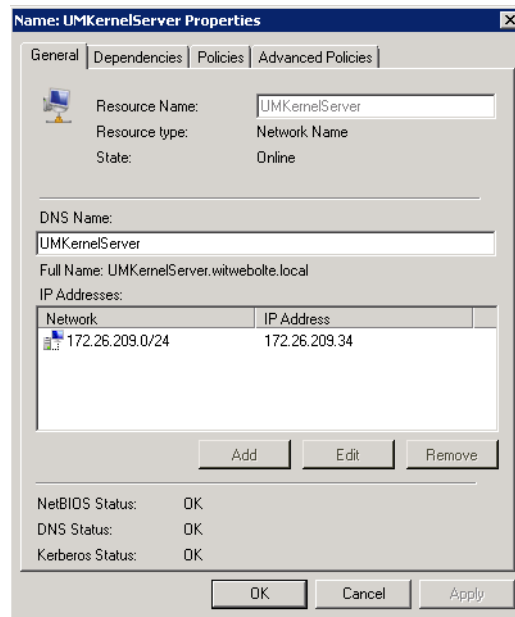 Name: UMKernelServer Properties
General Dependencies Policies Advanced Policies
Resource Name: UMKernelServer
Resource type: Network Name
State: Online
DNS Name:
UMKernelServer
Full Name: UMKernelServer.witwebolte.local
IP Addresses:
Network IP Address
172.26.209.0/24 172.26.209.34
Add Edit Remove
NetBIOS Status: OK
DNS Status: OK
Kerberos Status: OK
OK Cancel Apply